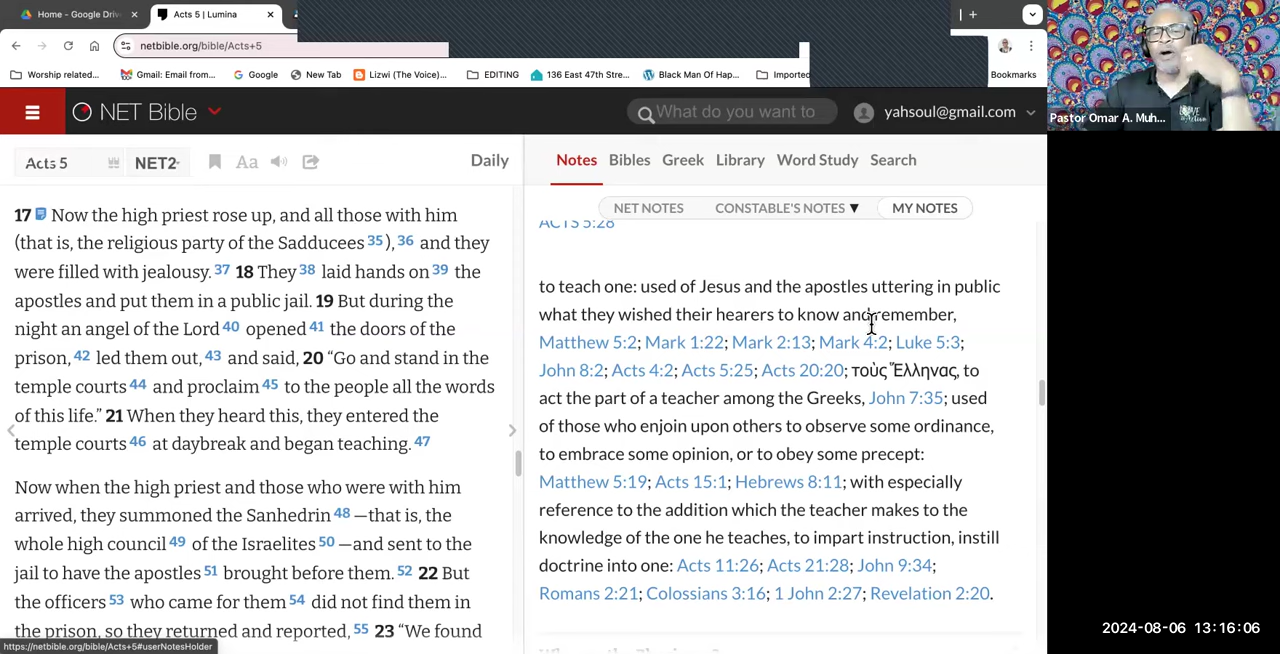 Home - Google Driv
Acts 5 | Lumina
netbible.org/bible/Acts+5
Worship related...
Gmail: Email from...
Google
New Tab
Lizwi (The Voice)...
EDITING
136 East 47th Stre...
Black Man Of Hap...
Imported
Bookmarks
NET Bible
What do you want to
yahsoul@gmail.com
Pastor Omar A. Muh...
Acts 5
NET2
Aa
Daily
Notes
Bibles
Greek
Library
Word Study
Search
NET NOTES
CONSTABLE'S NOTES ▼
MY NOTES
17 Now the high priest rose up, and all those with him
(that is, the religious party of the Sadducees 35), 36 and they
were filled with jealousy. 37 18 They 38 laid hands on 39 the
apostles and put them in a public jail. 19 But during the
night an angel of the Lord 40 opened 41 the doors of the
prison, 42 led them out, 43 and said, 20 “Go and stand in the
temple courts 44 and proclaim 45 to the people all the words
of this life.” 21 When they heard this, they entered the
temple courts 46 at daybreak and began teaching. 47
Now when the high priest and those who were with him
arrived, they summoned the Sanhedrin 48 —that is, the
whole high council 49 of the Israelites 50 —and sent to the
jail to have the apostles 51 brought before them. 52 22 But
the officers 53 who came for them 54 did not find them in
the prison, so they returned and reported, 55 23 “We found
https://netbible.org/bible/Acts+5#userNotesHolder
ACTS 5:28
to teach one: used of Jesus and the apostles uttering in public
what they wished their hearers to know and remember,
Matthew 5:2; Mark 1:22; Mark 2:13; Mark 4:2; Luke 5:3;
John 8:2; Acts 4:2; Acts 5:25; Acts 20:20; τοὺς Ἕλληνας, to
act the part of a teacher among the Greeks, John 7:35; used
of those who enjoin upon others to observe some ordinance,
to embrace some opinion, or to obey some precept:
Matthew 5:19; Acts 15:1; Hebrews 8:11; with especially
reference to the addition which the teacher makes to the
knowledge of the one he teaches, to impart instruction, instill
doctrine into one: Acts 11:26; Acts 21:28; John 9:34;
Romans 2:21; Colossians 3:16; 1 John 2:27; Revelation 2:20.
2024-08-06 13:16:06